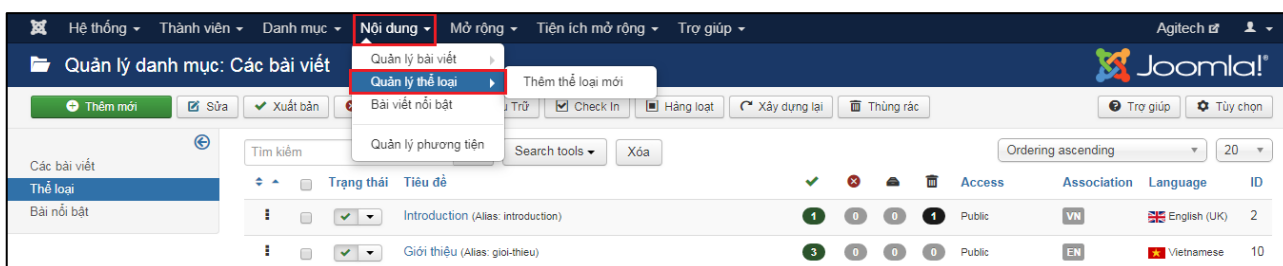 Hệ thống Thành viên Danh mục Nội dung Mở rộng Tiện ích mở rộng Trợ giúp Agitech
Quản lý danh mục: Các bài viết Joomla!
Quản lý bài viết
Quản lý thể loại Thêm thể loại mới
Bài viết nổi bật
Quản lý phương tiện
Thêm mới Sửa Xuất bản Trữ Check In Hàng loạt Xây dựng lại Thùng rác Trợ giúp Tùy chọn
Tìm kiếm Search tools Xóa Ordering ascending 20
Các bài viết
Thể loại
Bài nổi bật
Trạng thái Tiêu đề Access Association Language ID
Introduction (Alias: introduction) 1 0 0 1 Public VN English (UK) 2
Giới thiệu (Alias: gioi-thieu) 3 0 0 0 Public EN Vietnamese 10